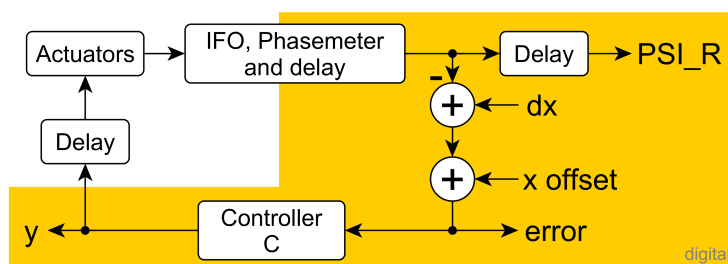 IFO, Phasemeter
and delay
Actuators
Delay
PSI_R
-
+
dx
Delay
+
x offset
Controller
C
y
error
digita